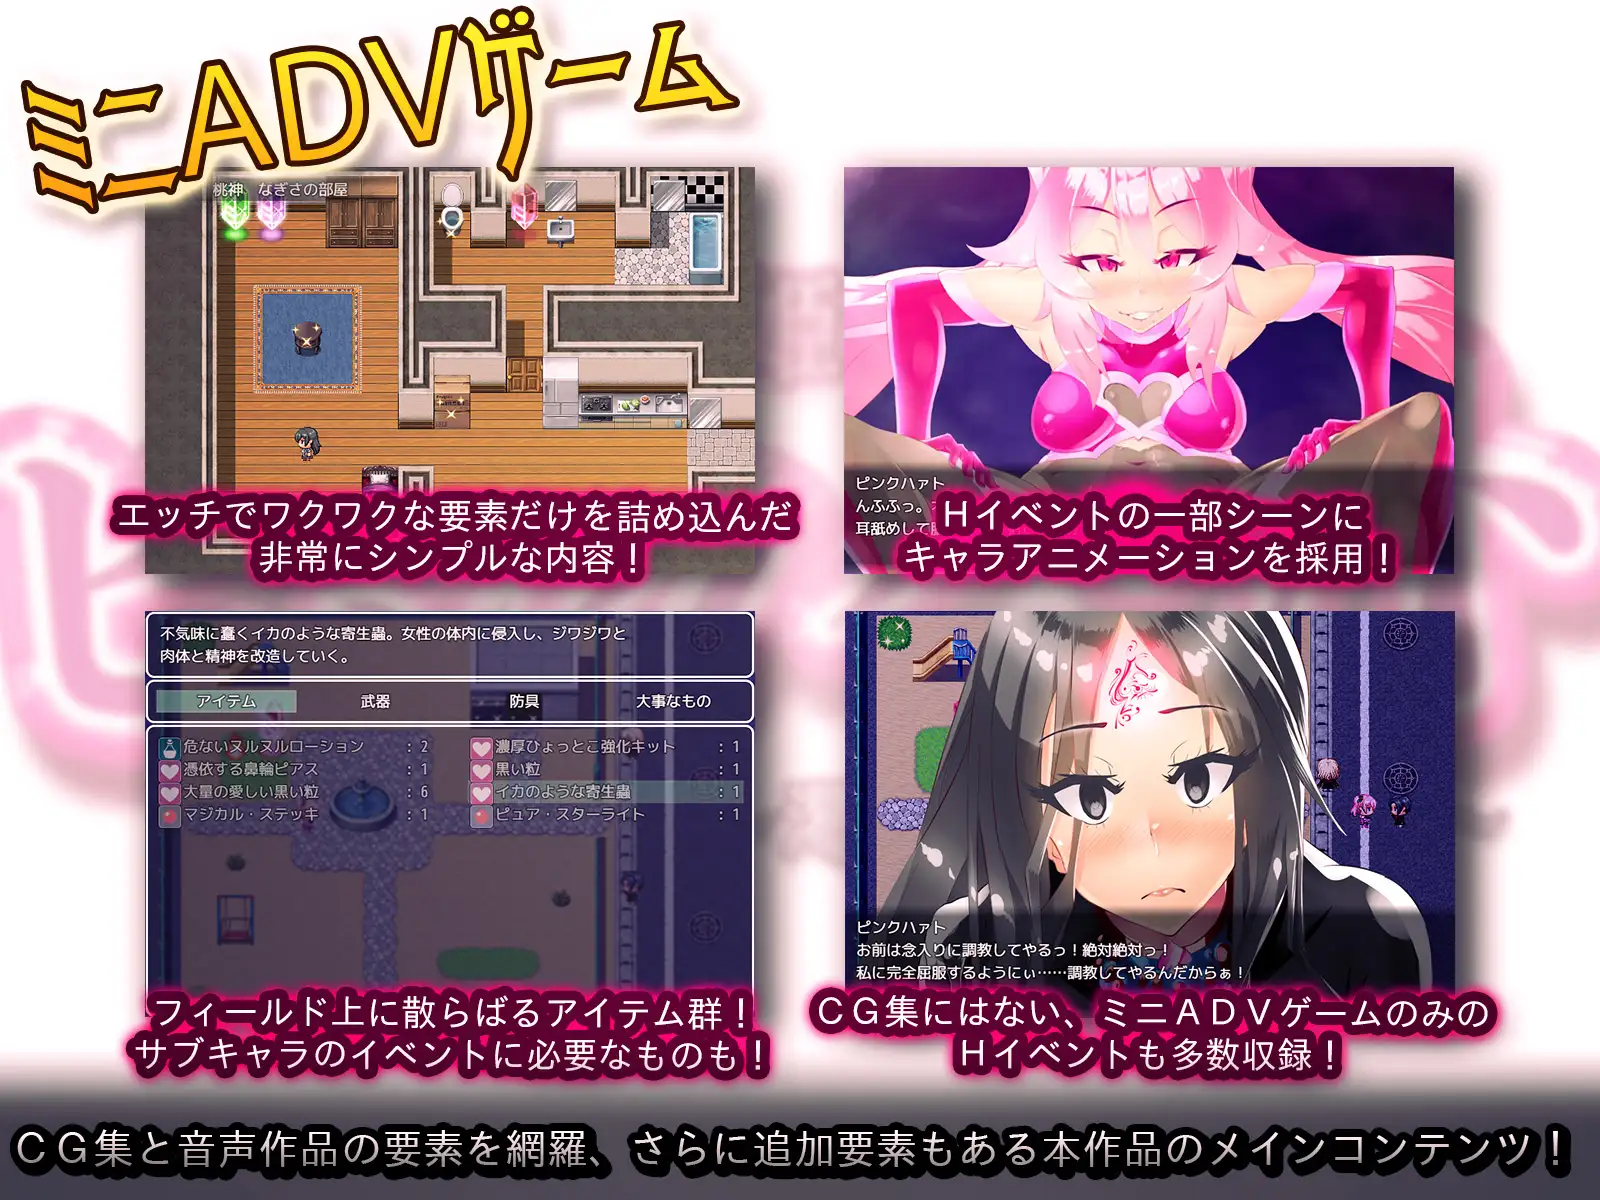 ミニADVゲーム
桃神　なぎさの部屋
エッチでワクワクな要素だけを詰め込んだ
非常にシンプルな内容！
ピンクハァト
んふふっ。
耳舐めして
Hイベントの一部シーンに
キャラアニメーションを採用！
不気味に蠢くイカのような寄生蟲。女性の体内に侵入し、ジワジワと
肉体と精神を改造していく。
アイテム　武器　防具　大事なもの
危ないヌルヌルローション ： 2　濃厚ひょっとこ強化キット ： 1
憑依する鼻輪ピアス ： 1　黒い粒 ： 1
大量の愛しい黒い粒 ： 6　イカのような寄生蟲 ： 1
マジカル・ステッキ ： 1　ピュア・スターライト ： 1
フィールド上に散らばるアイテム群！
サブキャラのイベントに必要なものも！
ピンクハァト
お前は念入りに調教してやるっ！絶対絶対っ！
私に完全屈服するようにぃ……調教してやるんだからぁ！
CG集にはない、ミニADVゲームのみの
Hイベントも多数収録！
CG集と音声作品の要素を網羅、さらに追加要素もある本作品のメインコンテンツ！